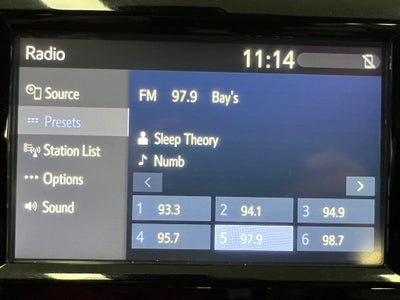 Radio 11:14
Source
Presets
Station List
Options
Sound
FM 97.9 Bay's
Sleep Theory
Numb
< >
1 93.3 2 94.1 3 94.9
4 95.7 5 97.9 6 98.7